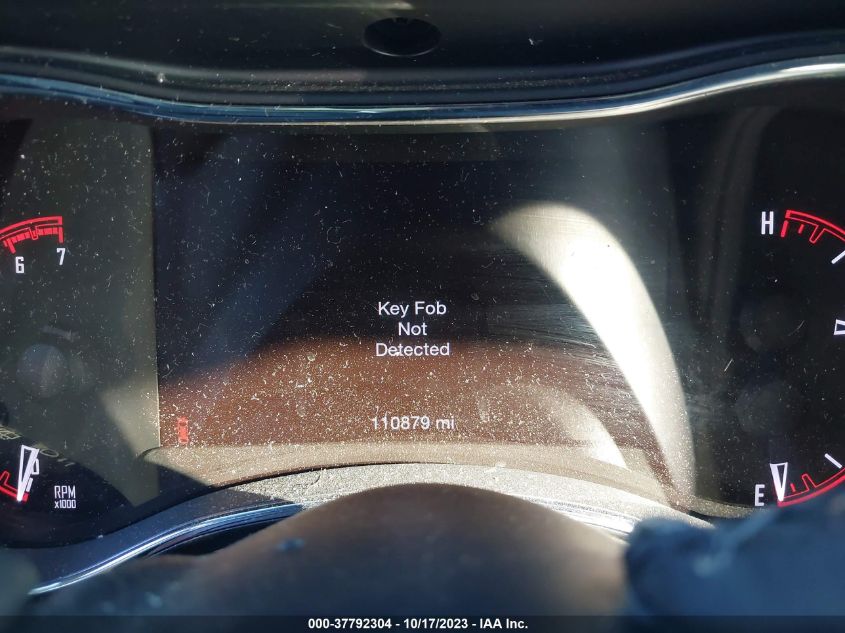 6 7
H
Key Fob
Not
Detected
110879 mi
RPM
x1000
E
000-37792304 - 10/17/2023 - IAA Inc.